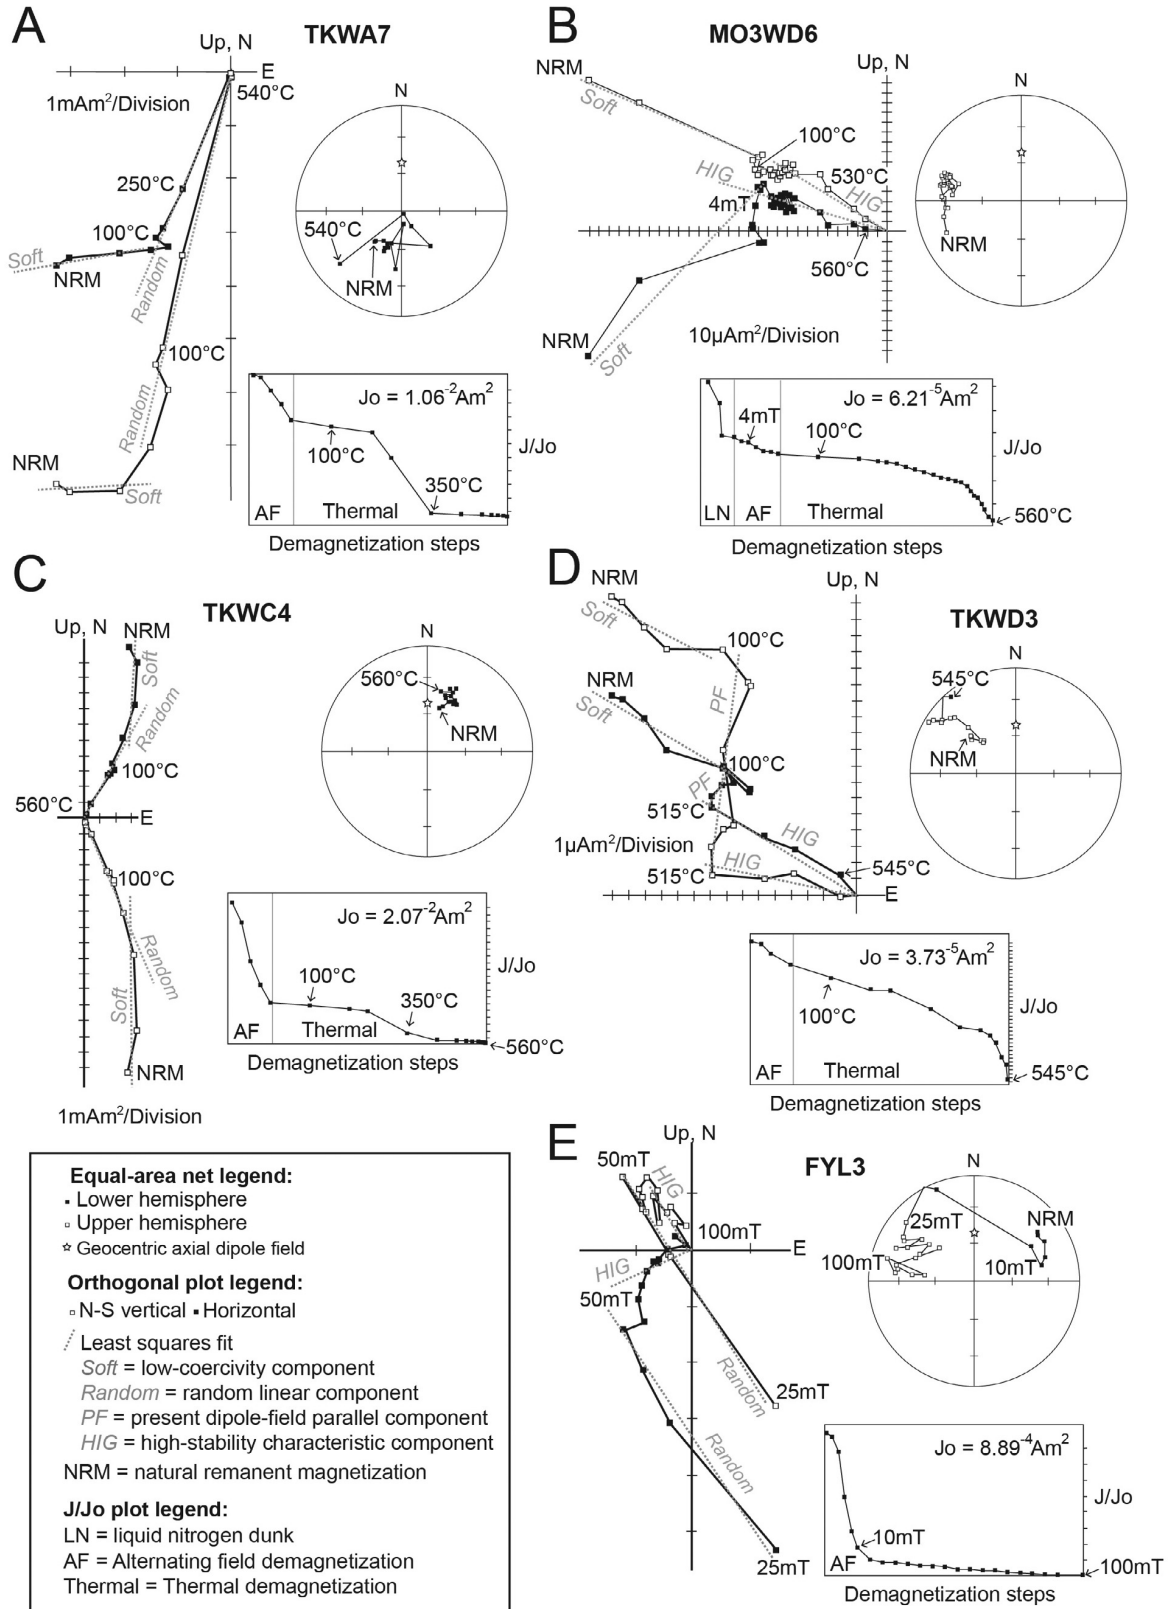 A
TKWA7
Up, N
E
540°C
1mAm²/Division
250°C
100°C
Soft
NRM
Random
100°C
Random
NRM
Soft
N
540°C
NRM
Jo = 1.06⁻²Am²
100°C
350°C
J/Jo
AF
Thermal
Demagnetization steps
B
MO3WD6
Up, N
NRM
Soft
100°C
HIG
530°C
HIG
4mT
560°C
NRM
Soft
10µAm²/Division
N
NRM
Jo = 6.21⁻⁵Am²
4mT
100°C
J/Jo
LN
AF
Thermal
560°C
Demagnetization steps
C
TKWC4
Up, N
NRM
Soft
Random
100°C
560°C
E
100°C
Random
Soft
NRM
1mAm²/Division
N
560°C
NRM
Jo = 2.07⁻²Am²
100°C
350°C
J/Jo
AF
Thermal
560°C
Demagnetization steps
D
TKWD3
Up, N
NRM
Soft
100°C
PF
NRM
Soft
100°C
PF
515°C
HIG
1µAm²/Division
HIG
515°C
545°C
E
N
545°C
NRM
Jo = 3.73⁻⁵Am²
100°C
J/Jo
AF
Thermal
545°C
Demagnetization steps
E
FYL3
Up, N
50mT
HIG
100mT
E
HIG
50mT
Random
25mT
Random
25mT
N
25mT
NRM
100mT
10mT
Jo = 8.89⁻⁴Am²
J/Jo
10mT
AF
100mT
Demagnetization steps
Equal-area net legend:
Lower hemisphere
Upper hemisphere
Geocentric axial dipole field
Orthogonal plot legend:
N-S vertical Horizontal
Least squares fit
Soft = low-coercivity component
Random = random linear component
PF = present dipole-field parallel component
HIG = high-stability characteristic component
NRM = natural remanent magnetization
J/Jo plot legend:
LN = liquid nitrogen dunk
AF = Alternating field demagnetization
Thermal = Thermal demagnetization